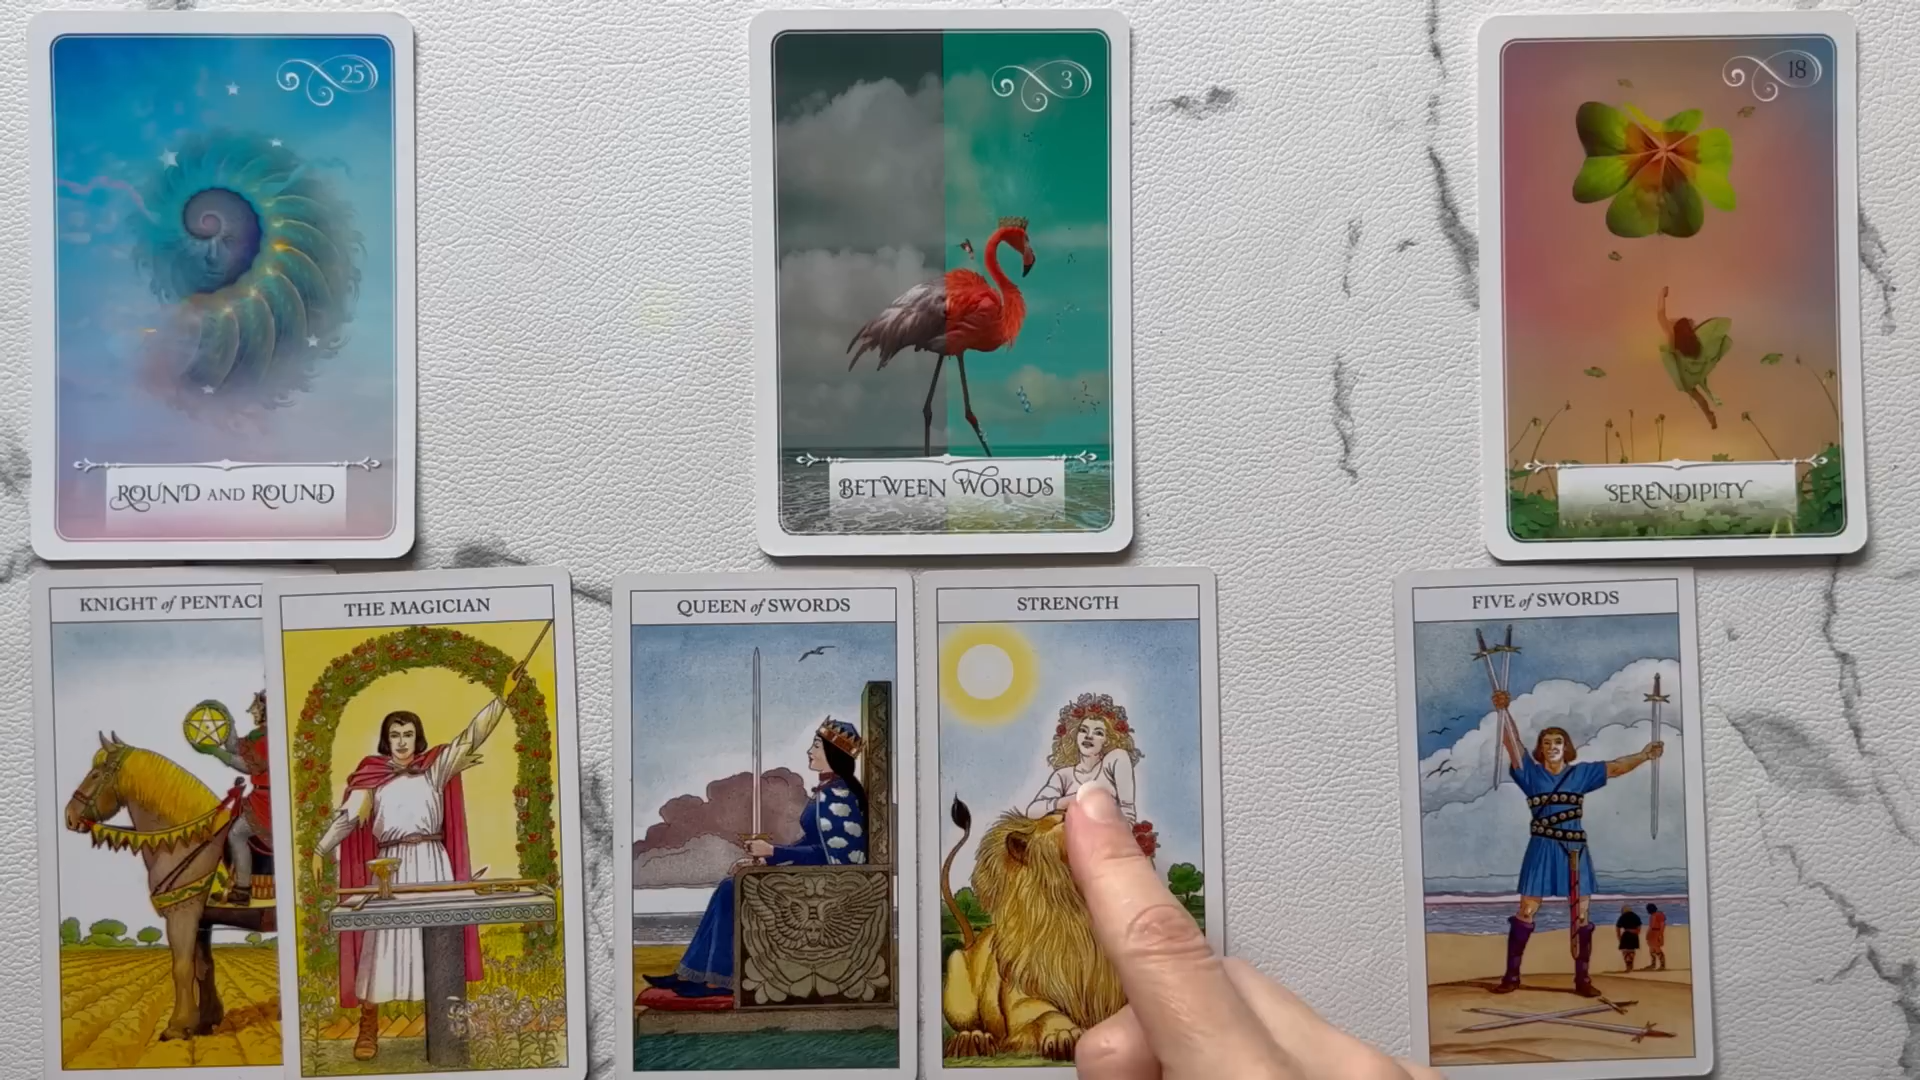 25
ROUND AND ROUND
3
BETWEEN WORLDS
18
SERENDIPITY
KNIGHT of PENTACL
THE MAGICIAN
QUEEN of SWORDS
STRENGTH
FIVE of SWORDS